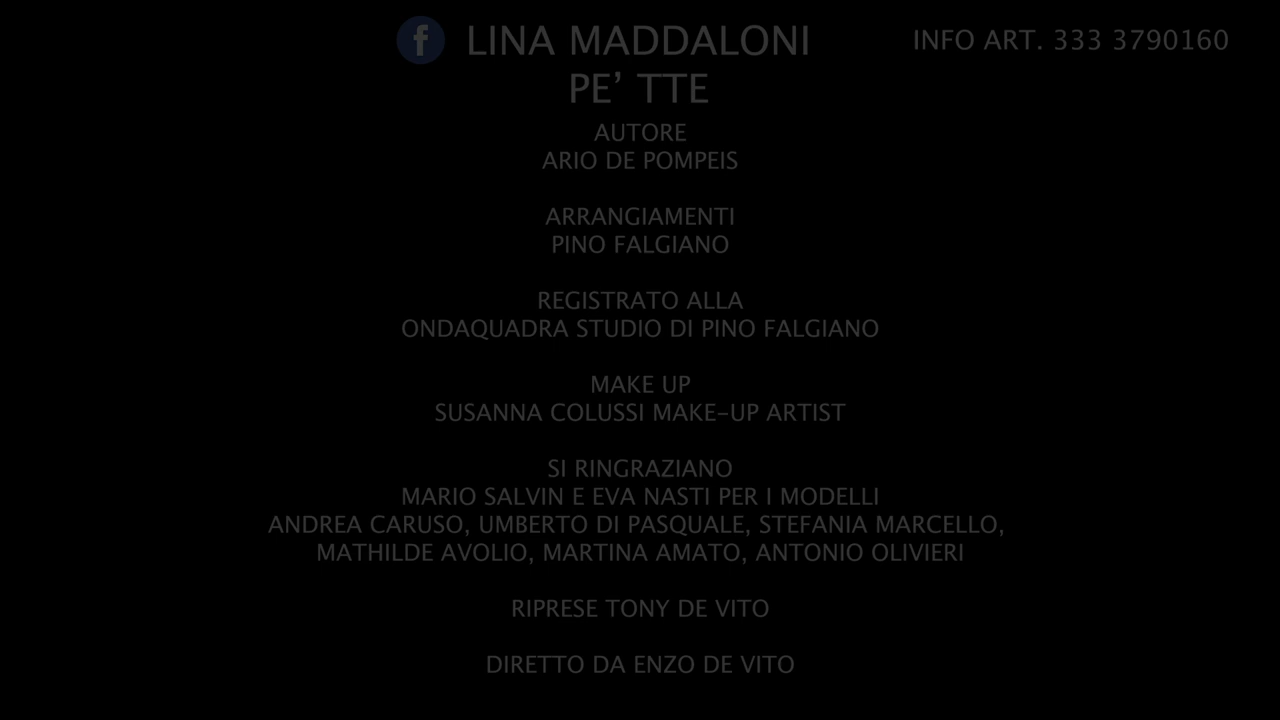 LINA MADDALONI
INFO ART. 333 3790160
PE’ TTE
AUTORE
ARIO DE POMPEIS
ARRANGIAMENTI
PINO FALGIANO
REGISTRATO ALLA
ONDAQUADRA STUDIO DI PINO FALGIANO
MAKE UP
SUSANNA COLUSSI MAKE-UP ARTIST
SI RINGRAZIANO
MARIO SALVIN E EVA NASTI PER I MODELLI
ANDREA CARUSO, UMBERTO DI PASQUALE, STEFANIA MARCELLO,
MATHILDE AVOLIO, MARTINA AMATO, ANTONIO OLIVIERI
RIPRESE TONY DE VITO
DIRETTO DA ENZO DE VITO